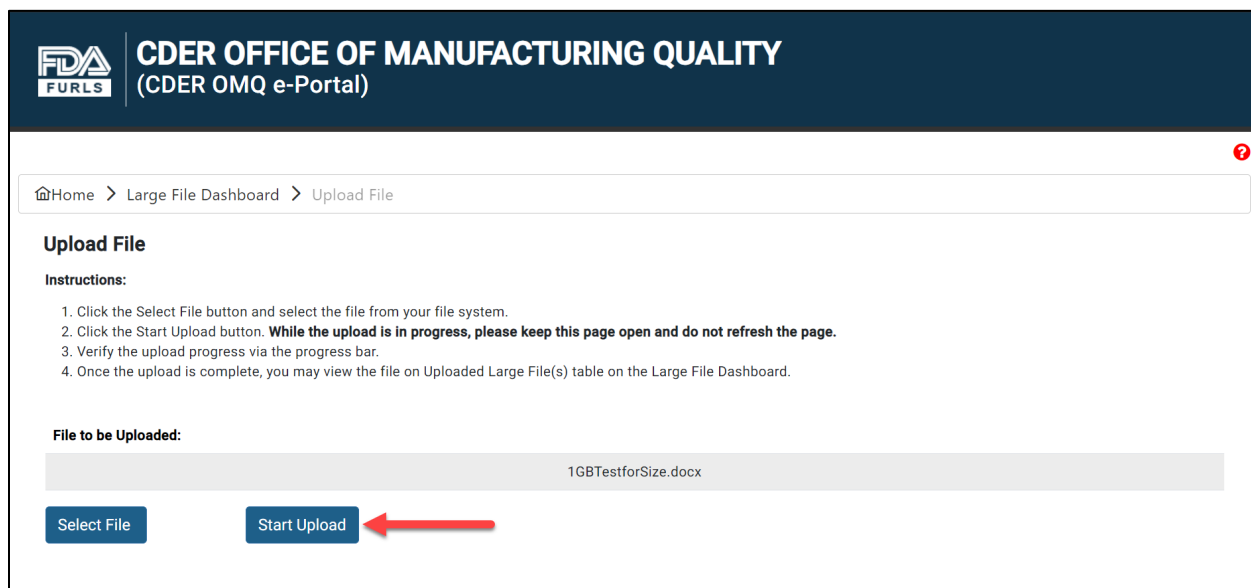 FDA
FURLS
CDER OFFICE OF MANUFACTURING QUALITY
(CDER OMQ e-Portal)
?
Home > Large File Dashboard > Upload File
Upload File
Instructions:
1. Click the Select File button and select the file from your file system.
2. Click the Start Upload button. While the upload is in progress, please keep this page open and do not refresh the page.
3. Verify the upload progress via the progress bar.
4. Once the upload is complete, you may view the file on Uploaded Large File(s) table on the Large File Dashboard.
File to be Uploaded:
1GBTestforSize.docx
Select File Start Upload